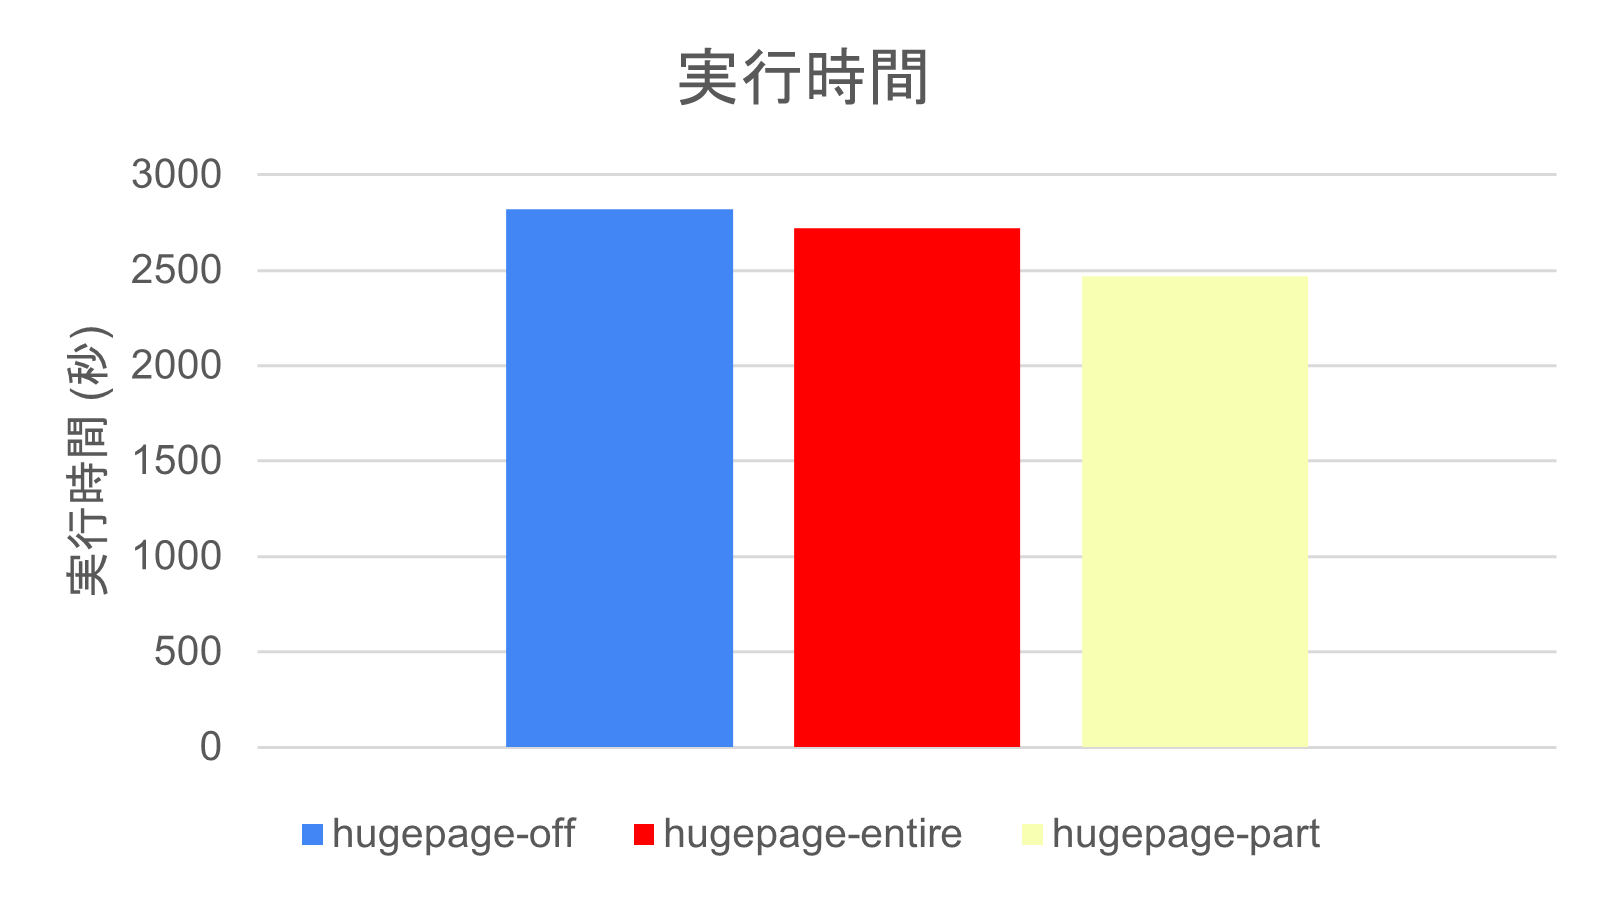 実行時間
3000
2500
2000
1500
1000
500
0
実行時間 (秒)
hugepage-off
hugepage-entire
hugepage-part